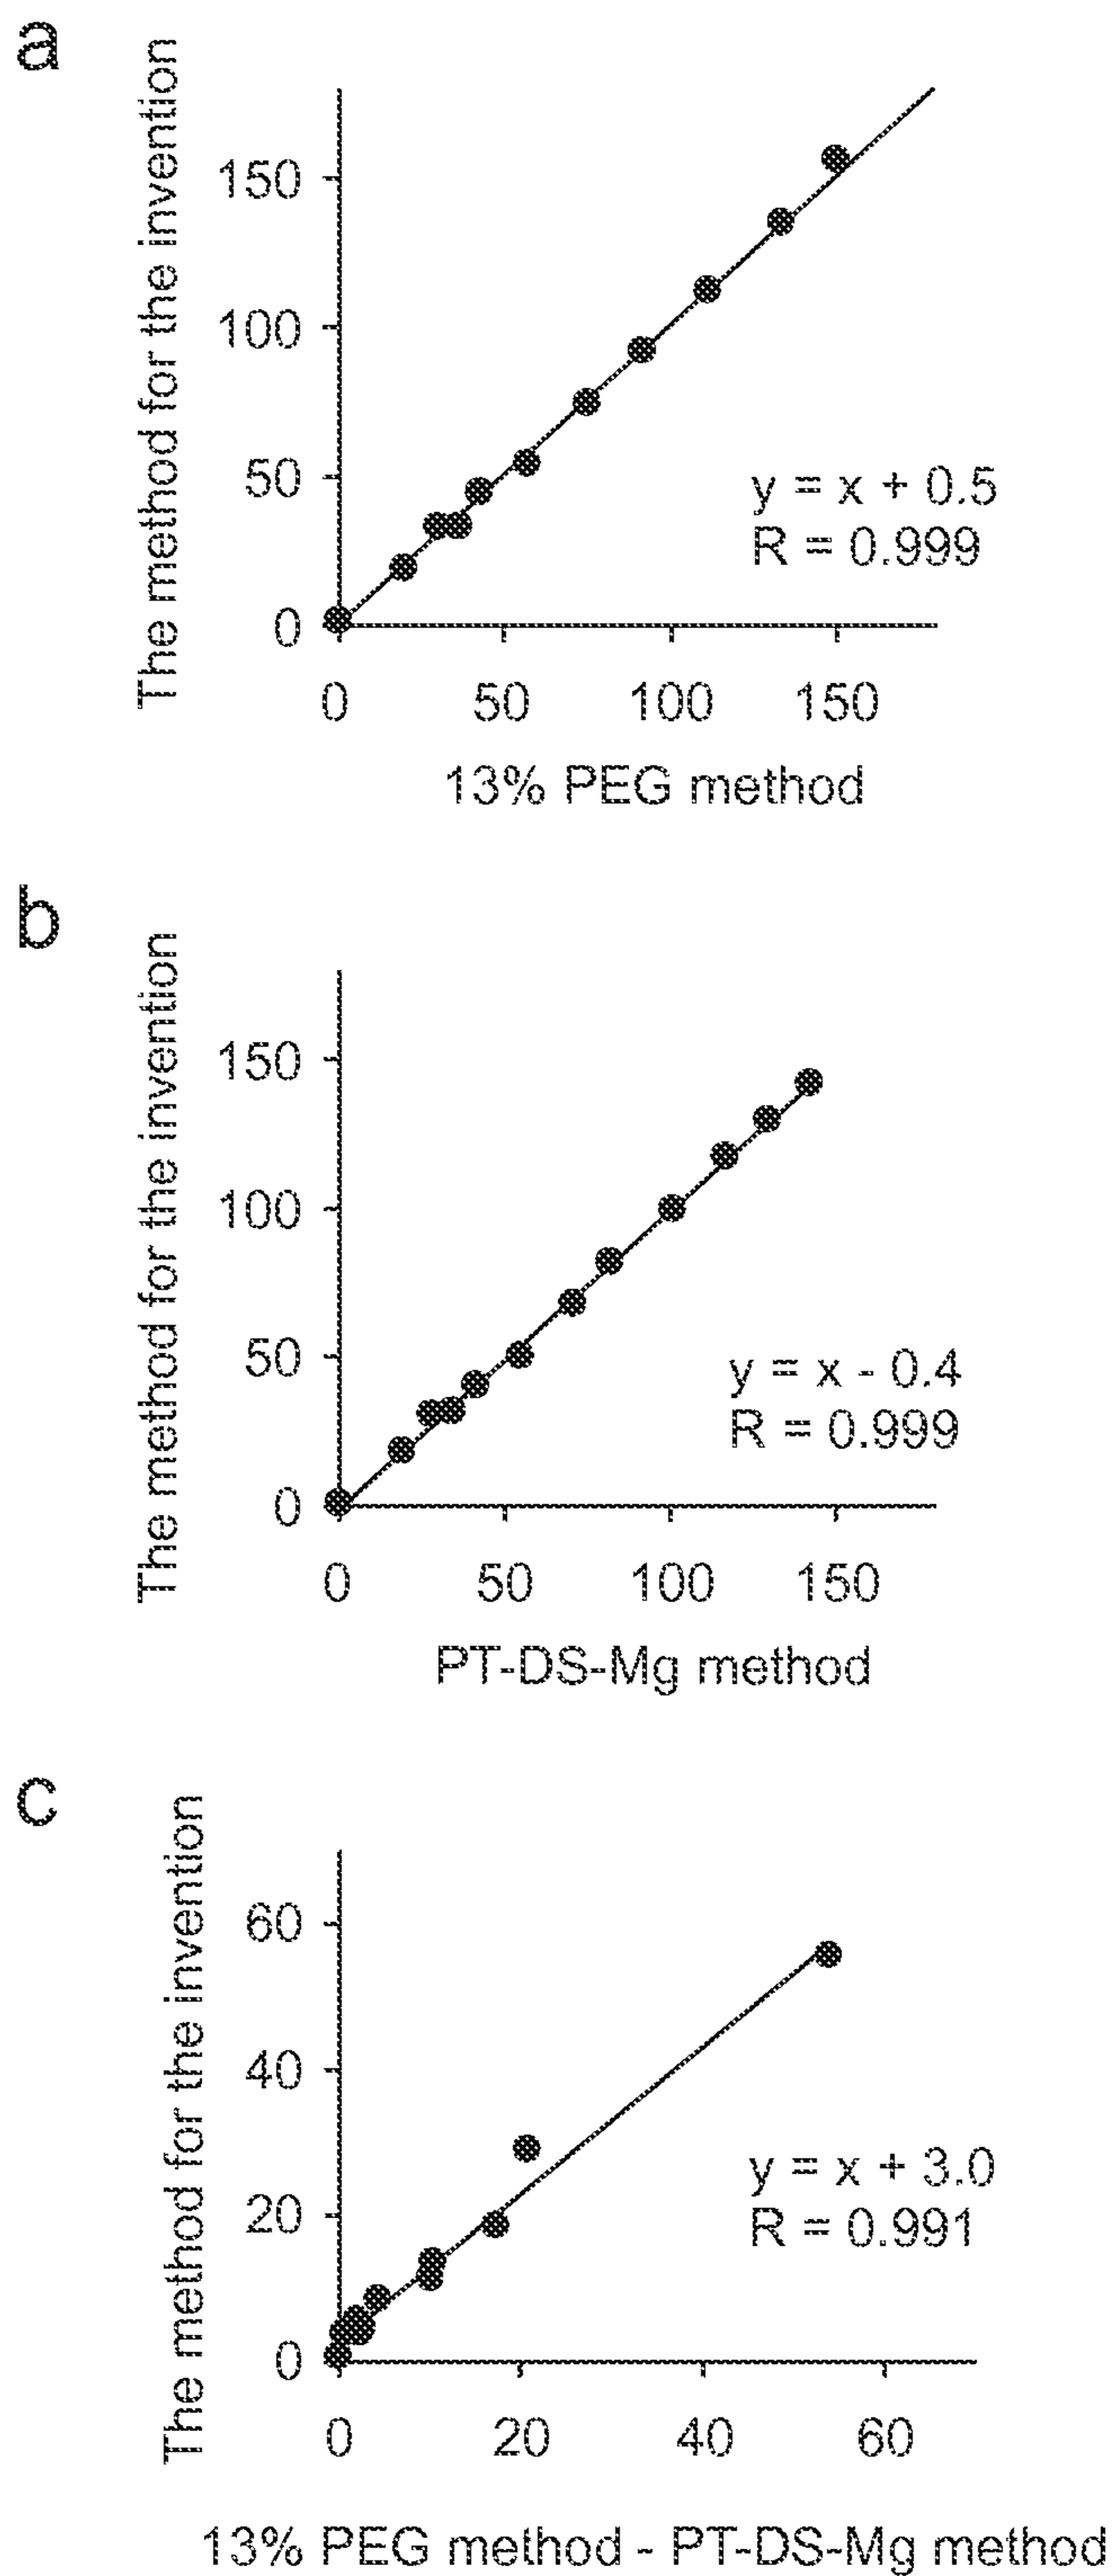 a
The method for the invention
150
100
50
0
y = x + 0.5
R = 0.999
0 50 100 150
13% PEG method
b
The method for the invention
150
100
50
0
y = x - 0.4
R = 0.999
0 50 100 150
PT-DS-Mg method
c
The method for the invention
60
40
20
0
y = x + 3.0
R = 0.991
0 20 40 60
13% PEG method - PT-DS-Mg method